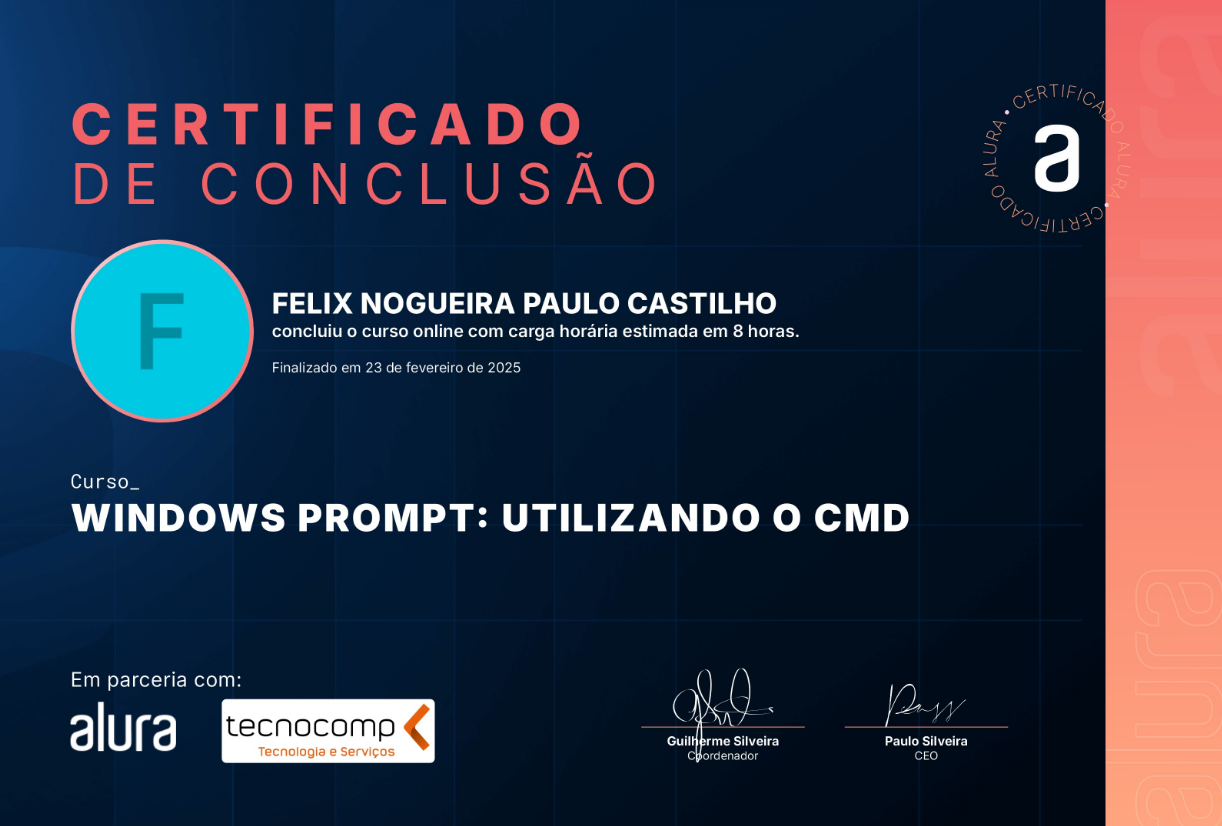 CERTIFICADO
DE CONCLUSÃO
CERTIFICADO ALURA • CERTIFICADO ALURA •
a
F
FELIX NOGUEIRA PAULO CASTILHO
concluiu o curso online com carga horária estimada em 8 horas.
Finalizado em 23 de fevereiro de 2025
Curso_
WINDOWS PROMPT: UTILIZANDO O CMD
Em parceria com:
alura
tecnocomp
Tecnologia e Serviços
Guilherme Silveira
Coordenador
Paulo Silveira
CEO
alura
alura